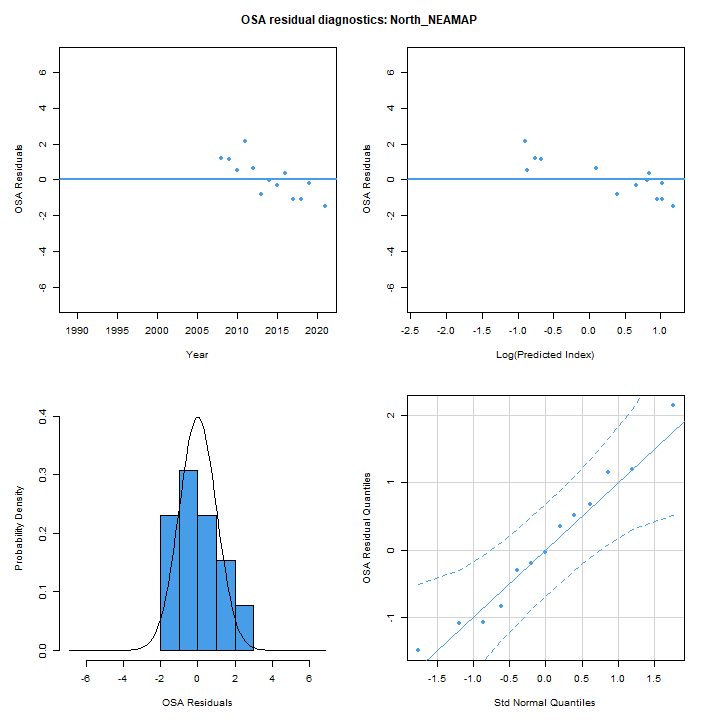 OSA residual diagnostics: North_NEAMAP
OSA Residuals
6
4
2
0
-2
-4
-6
1990 1995 2000 2005 2010 2015 2020
Year
OSA Residuals
6
4
2
0
-2
-4
-6
-2.5 -2.0 -1.5 -1.0 -0.5 0.0 0.5 1.0
Log(Predicted Index)
Probability Density
0.4
0.3
0.2
0.1
0.0
-6 -4 -2 0 2 4 6
OSA Residuals
OSA Residual Quantiles
2
1
0
-1
-1.5 -1.0 -0.5 0.0 0.5 1.0 1.5
Std Normal Quantiles